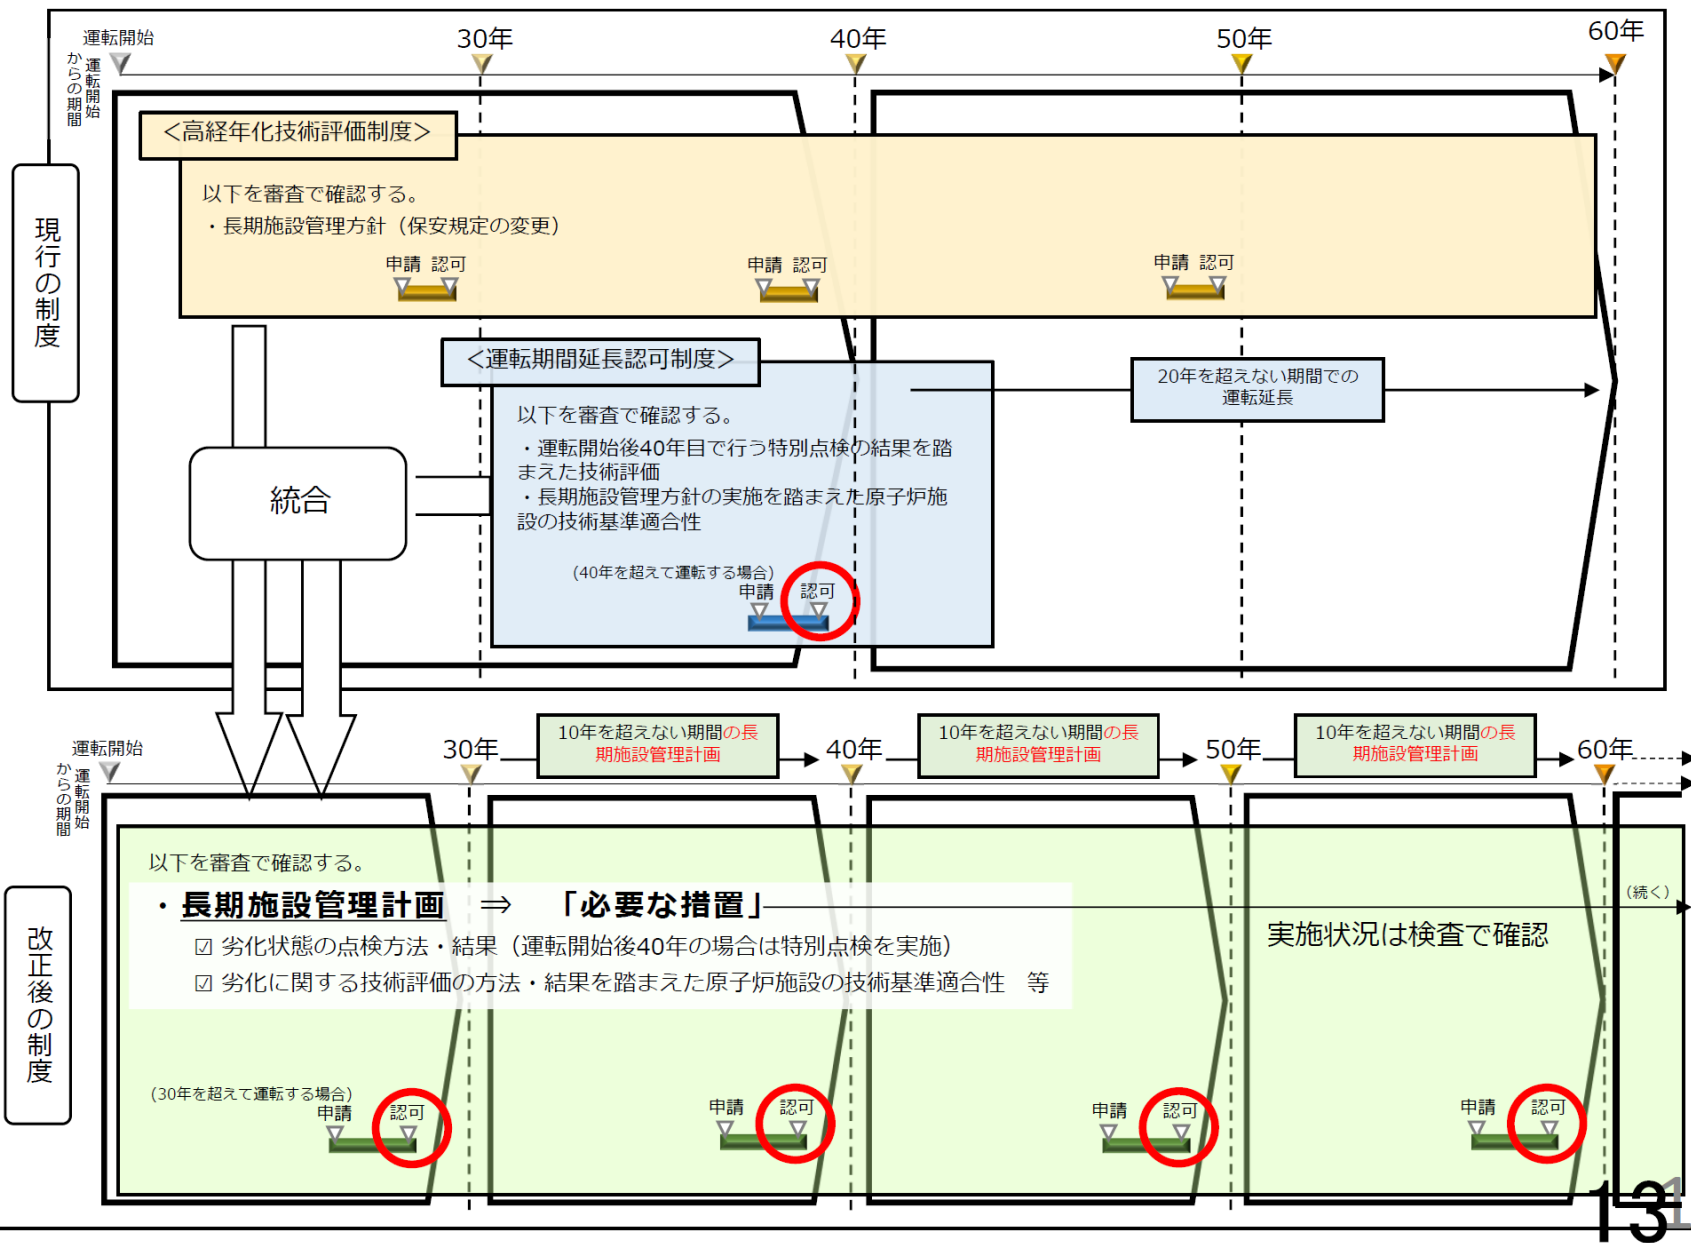 運転開始
30年
40年
50年
60年
運転開始
からの期間
現行の制度
<高経年化技術評価制度>
以下を審査で確認する。
・長期施設管理方針（保安規定の変更）
申請 認可
申請 認可
申請 認可
<運転期間延長認可制度>
以下を審査で確認する。
・運転開始後40年目で行う特別点検の結果を踏
まえた技術評価
・長期施設管理方針の実施を踏まえた原子炉施
設の技術基準適合性
(40年を超えて運転する場合)
申請 認可
20年を超えない期間での
運転延長
統合
運転開始
30年
10年を超えない期間の長
期施設管理計画
40年
10年を超えない期間の長
期施設管理計画
50年
10年を超えない期間の長
期施設管理計画
60年
運転開始
からの期間
改正後の制度
以下を審査で確認する。
・長期施設管理計画 ⇒ 「必要な措置」
☑ 劣化状態の点検方法・結果（運転開始後40年の場合は特別点検を実施）
☑ 劣化に関する技術評価の方法・結果を踏まえた原子炉施設の技術基準適合性 等
(続く)
実施状況は検査で確認
(30年を超えて運転する場合)
申請 認可
申請 認可
申請 認可
申請 認可
13
1